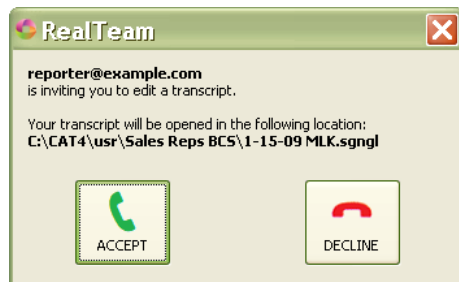 RealTeam
reporter@example.com
is inviting you to edit a transcript.
Your transcript will be opened in the following location:
C:\CAT4\usr\Sales Reps BCS\1-15-09 MLK.sgngl
ACCEPT
DECLINE